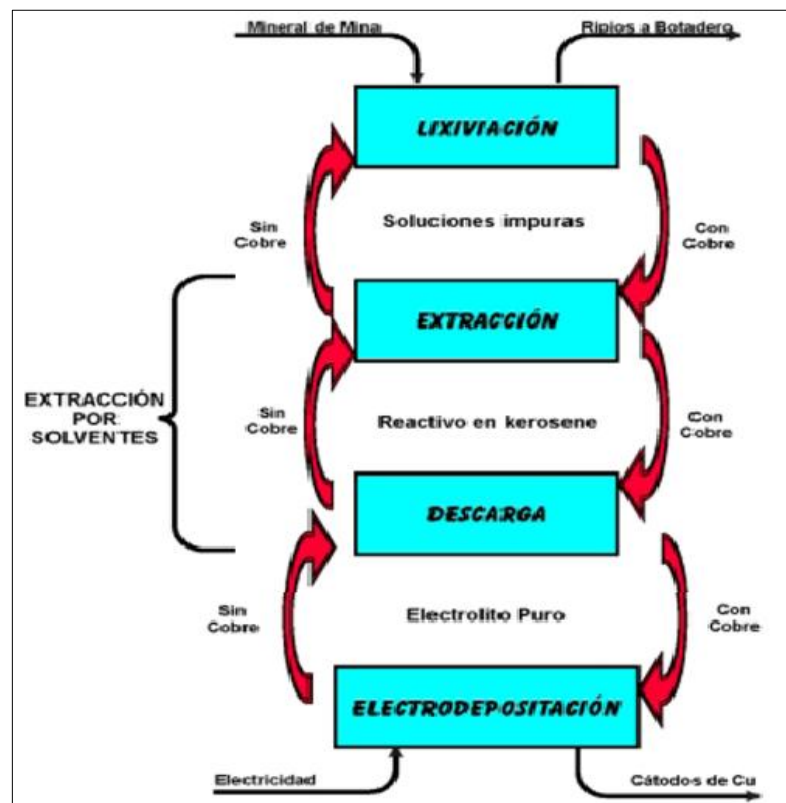 Mineral de Mina
Ripios a Botadero
LIXIVIACIÓN
Sin
Cobre
Soluciones impuras
Con
Cobre
EXTRACCIÓN
EXTRACCIÓN
POR
SOLVENTES
Sin
Cobre
Reactivo en kerosene
Con
Cobre
DESCARGA
Sin
Cobre
Electrolito Puro
Con
Cobre
ELECTRODEPOSITACIÓN
Electricidad
Cátodos de Cu